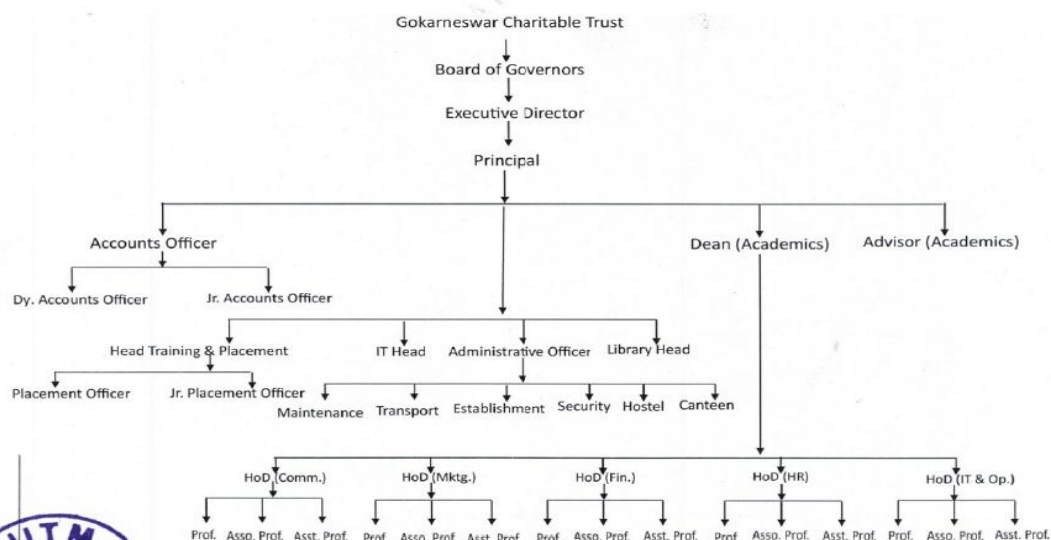 Gokarneswar Charitable Trust
Board of Governors
Executive Director
Principal
Accounts Officer
Dean (Academics)
Advisor (Academics)
Dy. Accounts Officer
Jr. Accounts Officer
Head Training & Placement
IT Head
Administrative Officer
Library Head
Placement Officer
Jr. Placement Officer
Maintenance
Transport
Establishment
Security
Hostel
Canteen
HoD (Comm.)
HoD (Mktg.)
HoD (Fin.)
HoD (HR)
HoD (IT & Op.)
Prof. Asso. Prof. Asst. Prof.
Prof. Asso. Prof. Asst. Prof.
Prof. Asso. Prof. Asst. Prof.
Prof. Asso. Prof. Asst. Prof.
Prof. Asso. Prof. Asst. Prof.